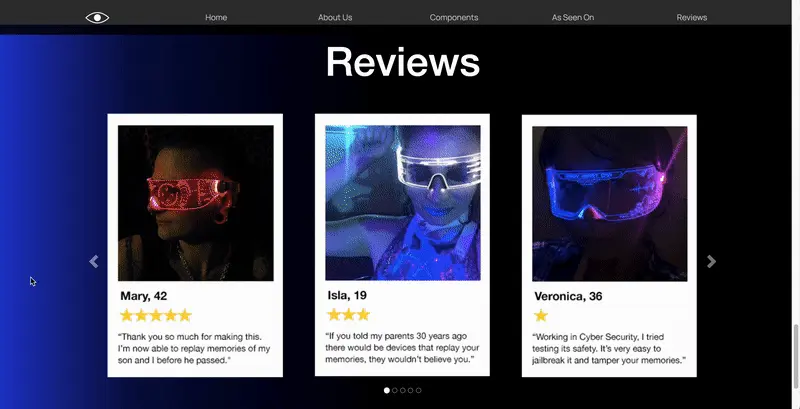 Home About Us Components As Seen On Reviews
Reviews
Mary, 42
“Thank you so much for making this.
I'm now able to replay memories of my
son and I before he passed."
Isla, 19
“If you told my parents 30 years ago
there would be devices that replay your
memories, they wouldn't believe you.”
Veronica, 36
“Working in Cyber Security, I tried
testing its safety. It's very easy to
jailbreak it and tamper your memories.”